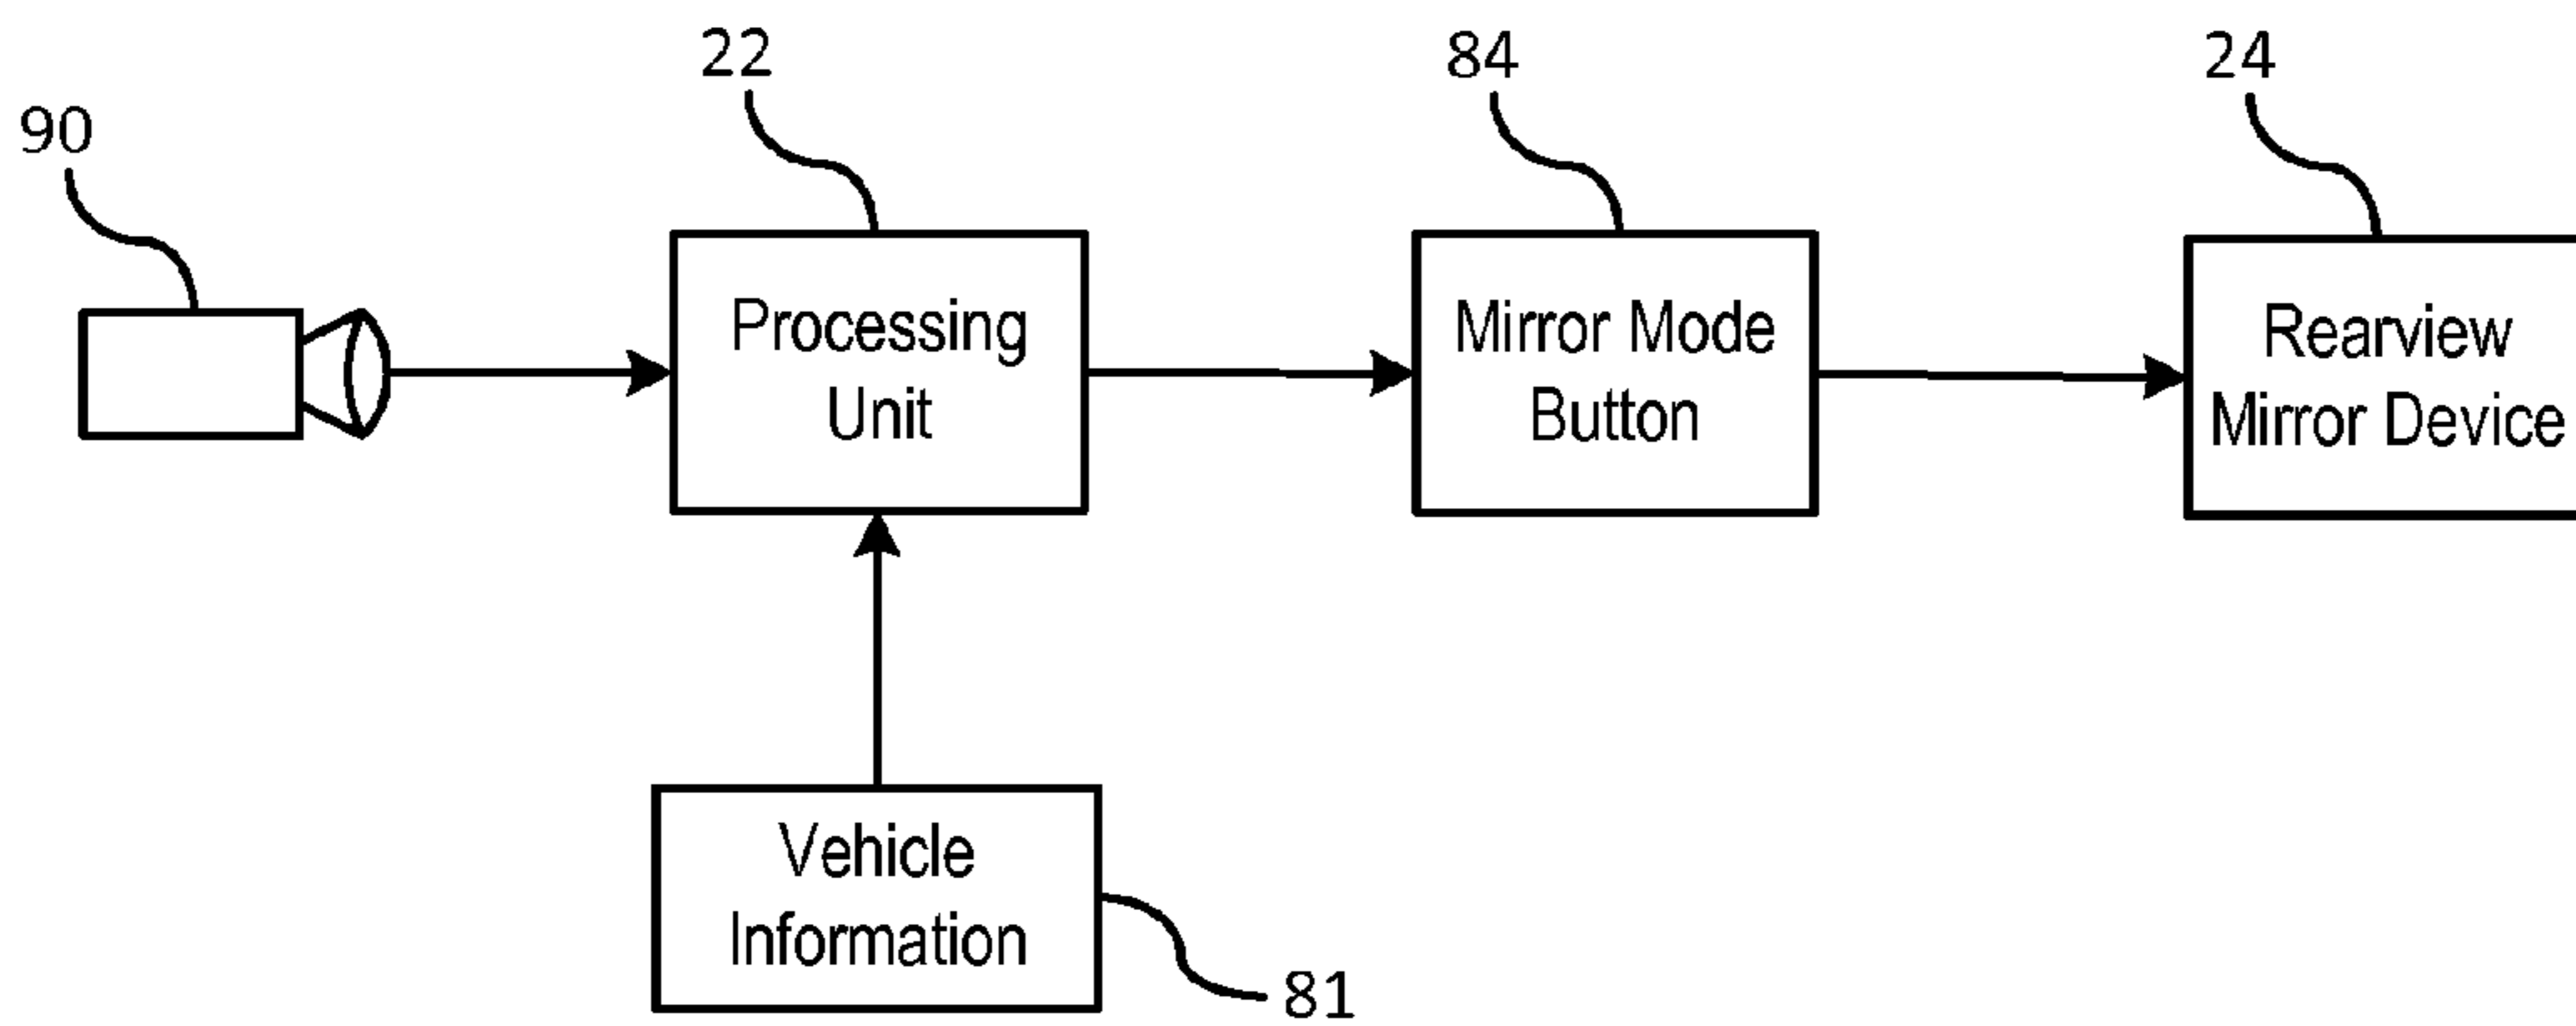 22
84
24
90
Processing
Unit
Mirror Mode
Button
Rearview
Mirror Device
Vehicle
Information
81